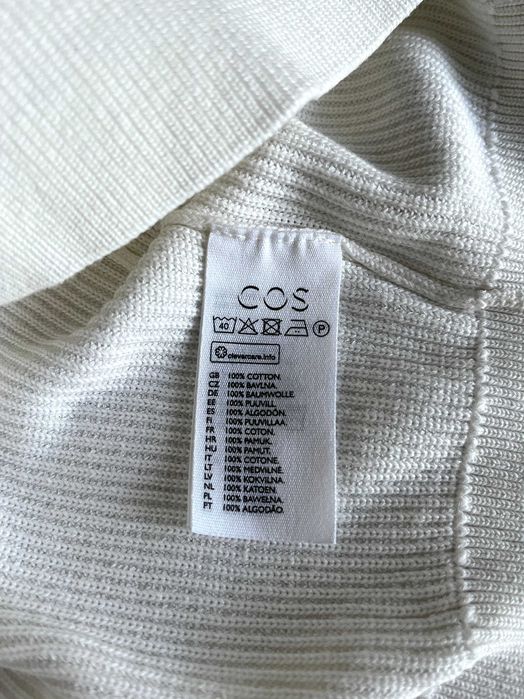 COS
40 P
clevercare.info
GB 100% COTTON.
CZ 100% BAVLNA.
DE 100% BAUMWOLLE.
EE 100% PUUVILL.
ES 100% ALGODÓN.
FI 100% PUUVILLAA.
FR 100% COTON.
HR 100% PAMUK.
HU 100% PAMUT.
IT 100% COTONE.
LT 100% MEDVILNĖ.
LV 100% KOKVILNA.
NL 100% KATOEN.
PL 100% BAWEŁNA.
PT 100% ALGODÃO.